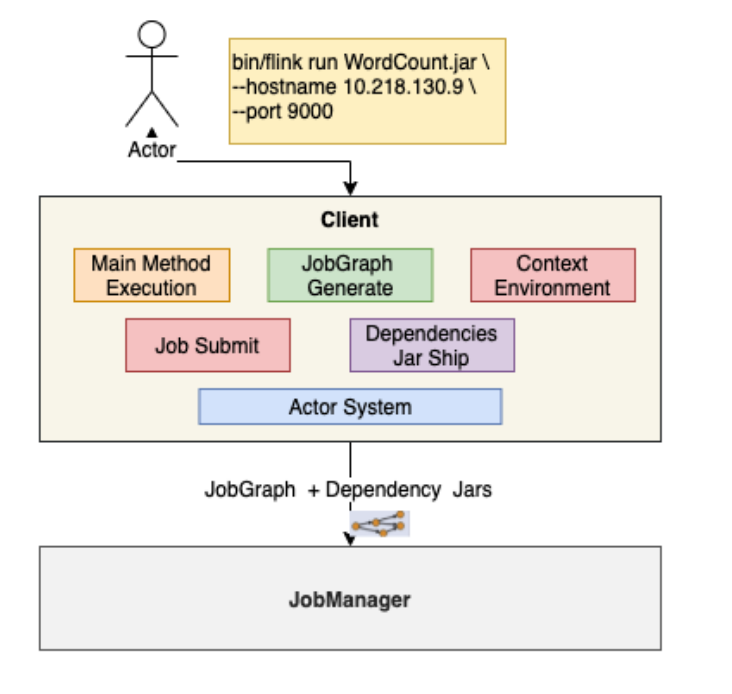 bin/flink run WordCount.jar \
--hostname 10.218.130.9 \
--port 9000
Actor
Client
Main Method
Execution
JobGraph
Generate
Context
Environment
Job Submit
Dependencies
Jar Ship
Actor System
JobGraph + Dependency Jars
JobManager